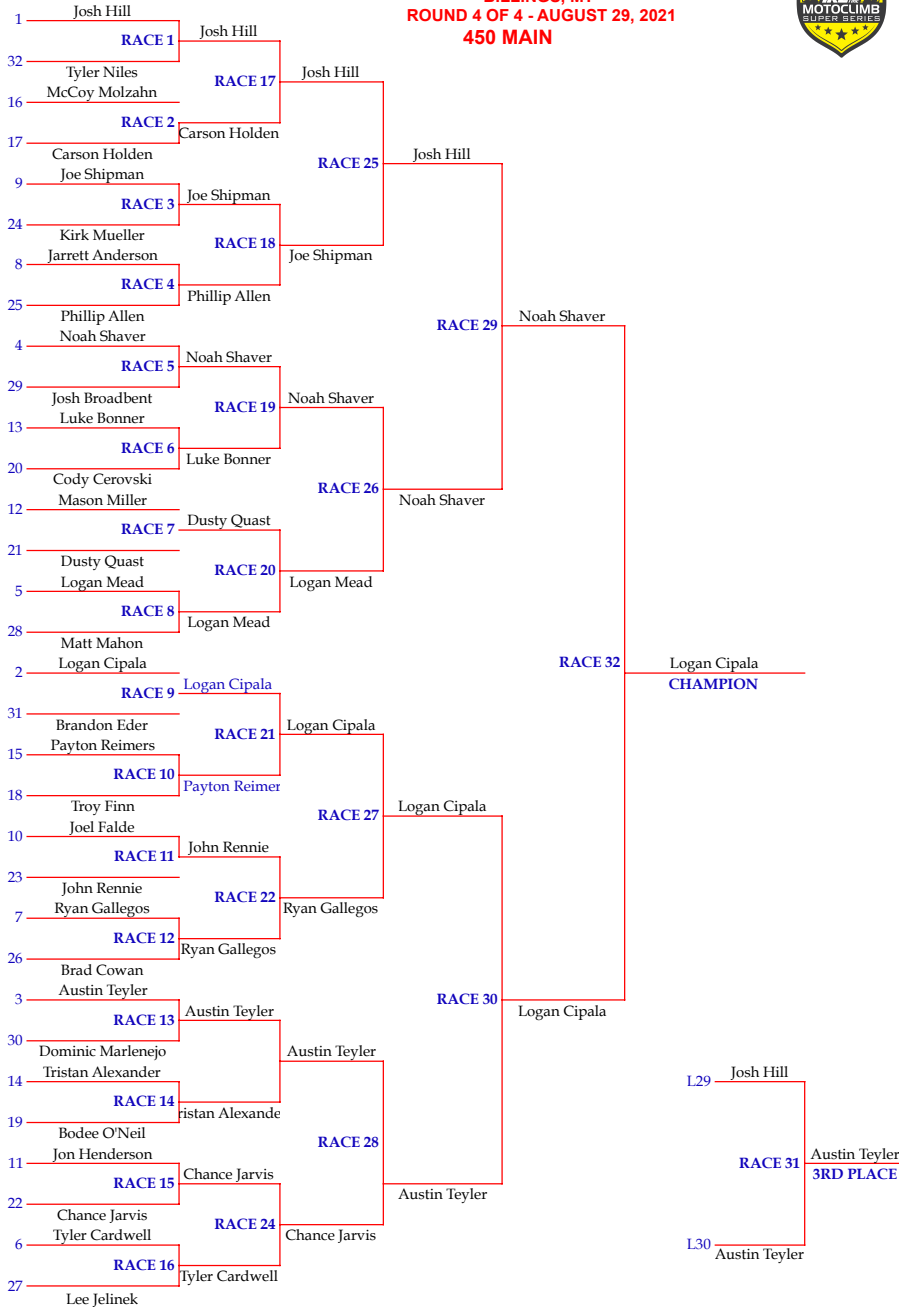 ROUND 4 OF 4 - AUGUST 29, 2021
450 MAIN
MOTOCLIMB
SUPER SERIES
1 Josh Hill
RACE 1 Josh Hill
32
Tyler Niles
RACE 17 Josh Hill
McCoy Molzahn
16
RACE 2
Carson Holden
17
Carson Holden
RACE 25 Josh Hill
Joe Shipman
9
RACE 3 Joe Shipman
24
Kirk Mueller
RACE 18
Joe Shipman
Jarrett Anderson
8
RACE 4
Phillip Allen
25
Phillip Allen
RACE 29 Noah Shaver
Noah Shaver
4
RACE 5 Noah Shaver
29
Josh Broadbent
RACE 19 Noah Shaver
Luke Bonner
13
RACE 6
Luke Bonner
20
Cody Cerovski
RACE 26
Noah Shaver
Mason Miller
12
RACE 7 Dusty Quast
21
Dusty Quast
RACE 20
Logan Mead
Logan Mead
5
RACE 8
Logan Mead
28
Matt Mahon
RACE 32 Logan Cipala
CHAMPION
Logan Cipala
2
RACE 9 Logan Cipala
31
Brandon Eder
RACE 21 Logan Cipala
Payton Reimers
15
RACE 10
Payton Reimer
18
Troy Finn
RACE 27 Logan Cipala
Joel Falde
10
RACE 11 John Rennie
23
John Rennie
RACE 22
Ryan Gallegos
Ryan Gallegos
7
RACE 12
Ryan Gallegos
26
Brad Cowan
RACE 30
Logan Cipala
Austin Teyler
3
RACE 13 Austin Teyler
30
Dominic Marlenejo
Austin Teyler
Tristan Alexander
14
RACE 14
ristan Alexande
19
Bodee O'Neil
RACE 28
Austin Teyler
Jon Henderson
11
RACE 15 Chance Jarvis
22
Chance Jarvis
RACE 24
Chance Jarvis
Tyler Cardwell
6
RACE 16
Tyler Cardwell
27
Lee Jelinek
L29 Josh Hill
RACE 31 Austin Teyler
3RD PLACE
L30
Austin Teyler